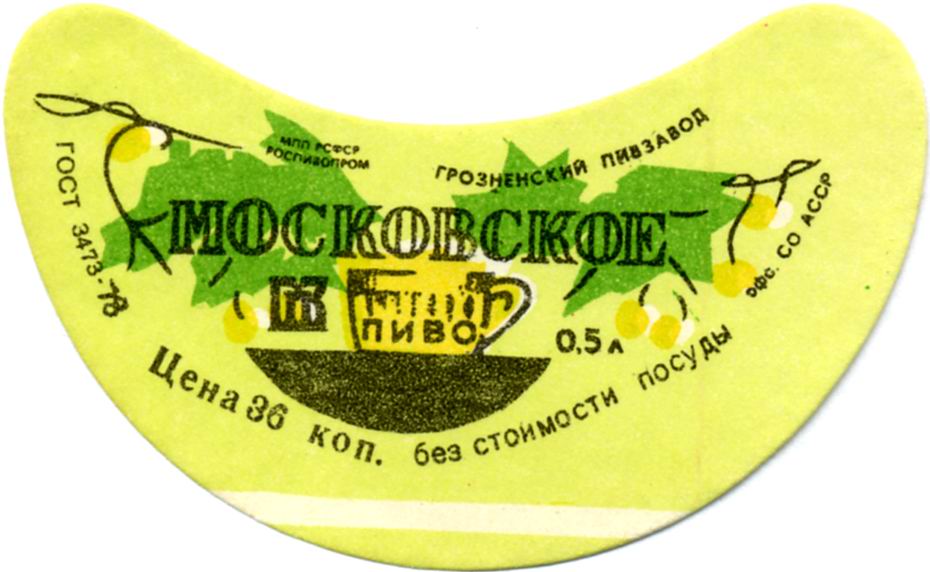 МПП РСФСР
РОСПИВОПРОМ
ГРОЗНЕНСКИЙ ПИВЗАВОД
ГОСТ 3473-78
МОСКОВСКОЕ
ПИВО
0,5 л
Офс. СО АССР
Цена 36 коп. без стоимости посуды